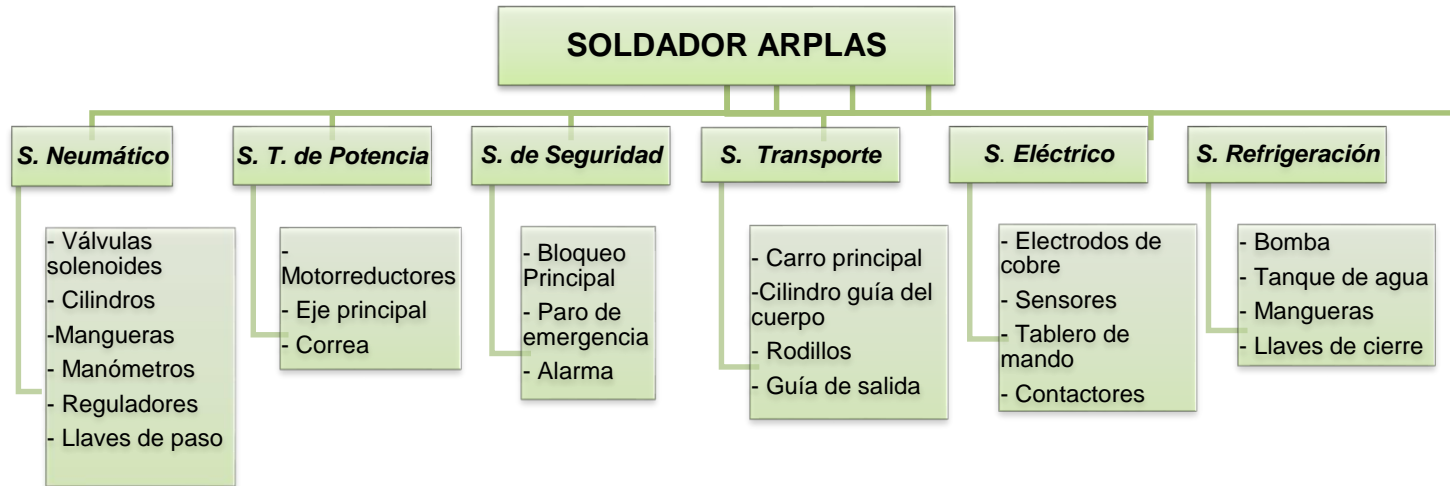 SOLDADOR ARPLAS
S. Neumático
- Válvulas
solenoides
- Cilindros
-Mangueras
- Manómetros
- Reguladores
- Llaves de paso
S. T. de Potencia
-
Motorreductores
- Eje principal
- Correa
S. de Seguridad
- Bloqueo
Principal
- Paro de
emergencia
- Alarma
S. Transporte
- Carro principal
-Cilindro guía del
cuerpo
- Rodillos
- Guía de salida
S. Eléctrico
- Electrodos de
cobre
- Sensores
- Tablero de
mando
- Contactores
S. Refrigeración
- Bomba
- Tanque de agua
- Mangueras
- Llaves de cierre